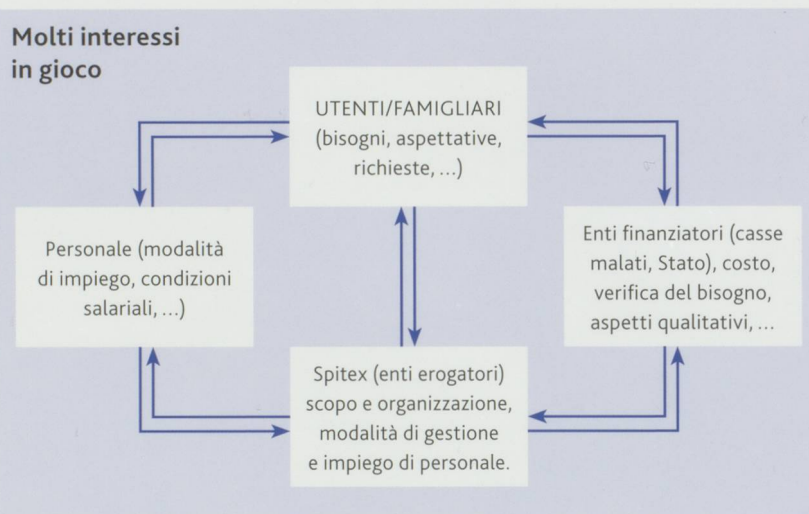 Molti interessi
in gioco
UTENTI/FAMIGLIARI
(bisogni, aspettative,
richieste, ...)
Personale (modalità
di impiego, condizioni
salariali, ...)
Enti finanziatori (casse
malati, Stato), costo,
verifica del bisogno,
aspetti qualitativi, ...
Spitex (enti erogatori)
scopo e organizzazione,
modalità di gestione
e impiego di personale.